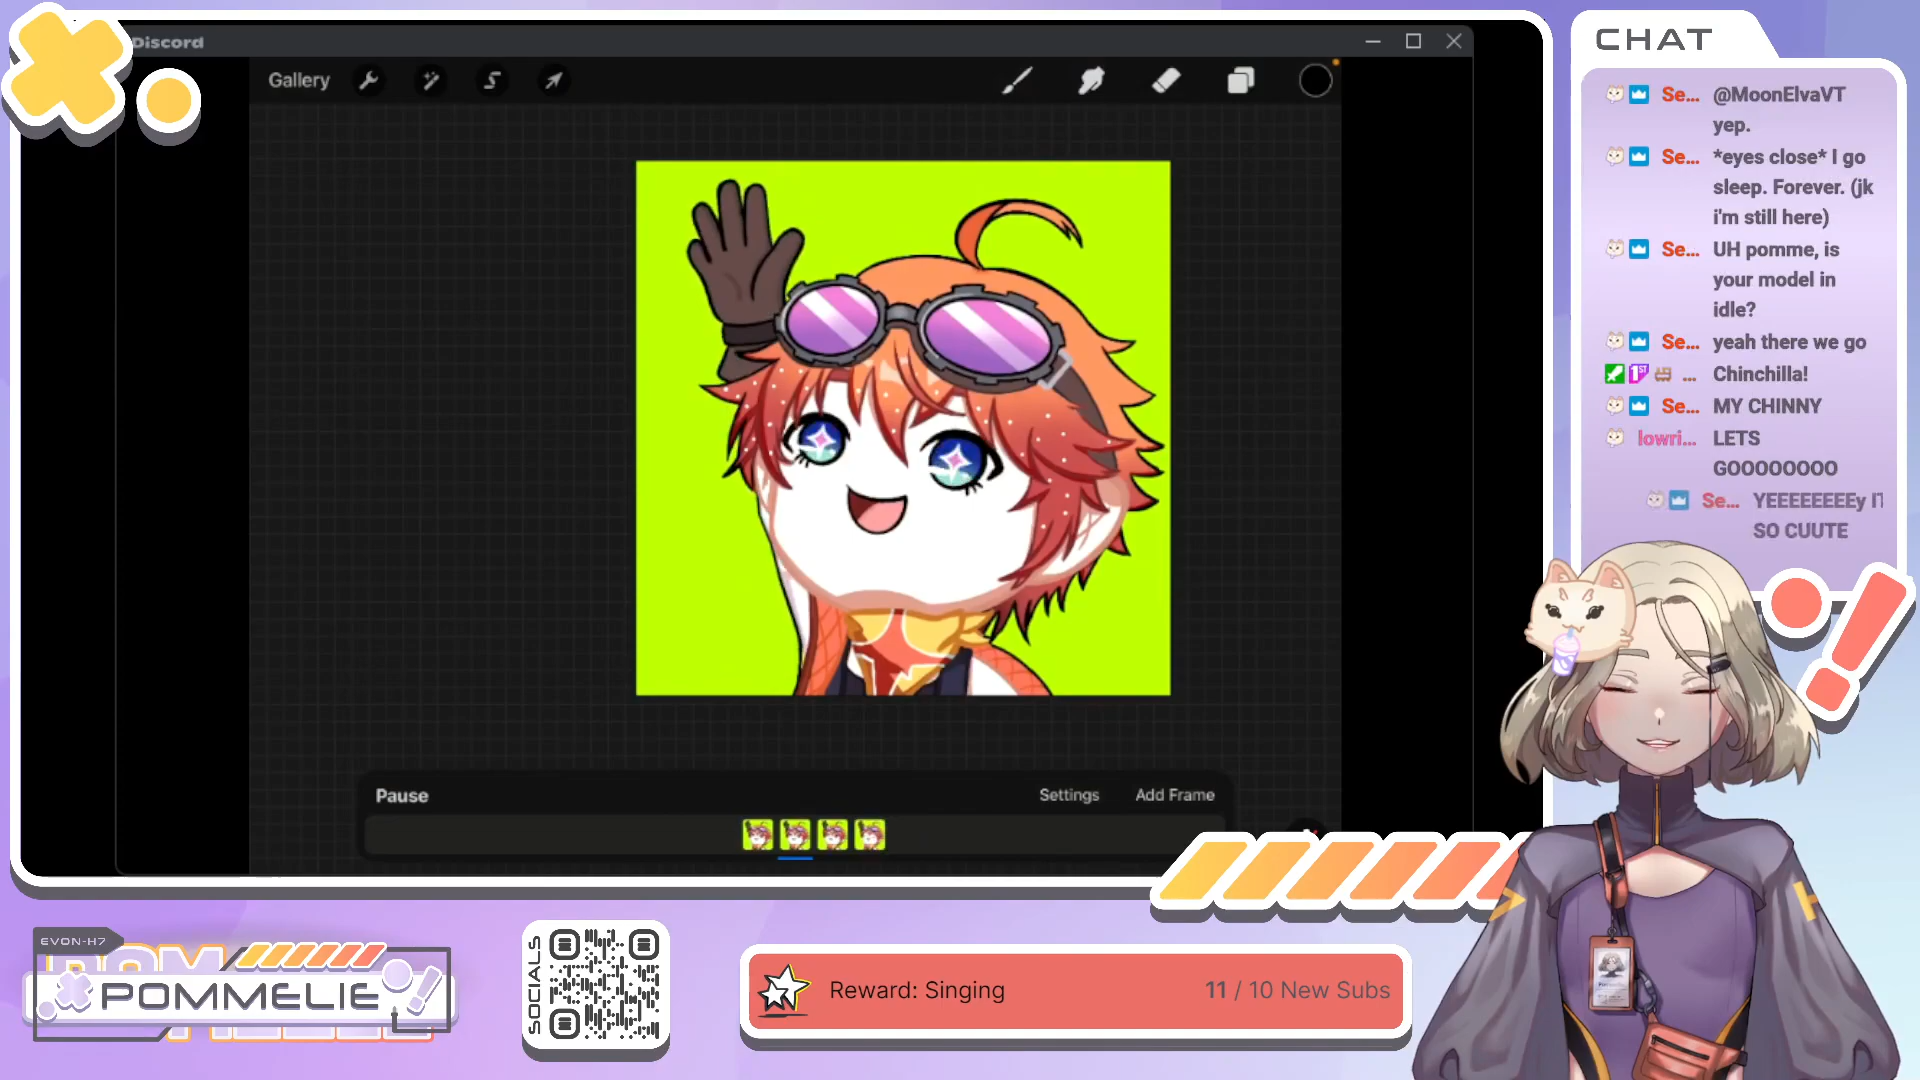 Discord
Gallery
Pause
Settings
Add Frame
CHAT
Se... @MoonElvaVT
yep.
Se... *eyes close* I go
sleep. Forever. (jk
i'm still here)
Se... UH pomme, is
your model in
idle?
Se... yeah there we go
1ST ... Chinchilla!
Se... MY CHINNY
lowri... LETS
GOOOOOOOO
Se... YEEEEEEEEy IT
SO CUUTE
EVON-H7
POMMELIE
SOCIALS
Reward: Singing
11 / 10 New Subs